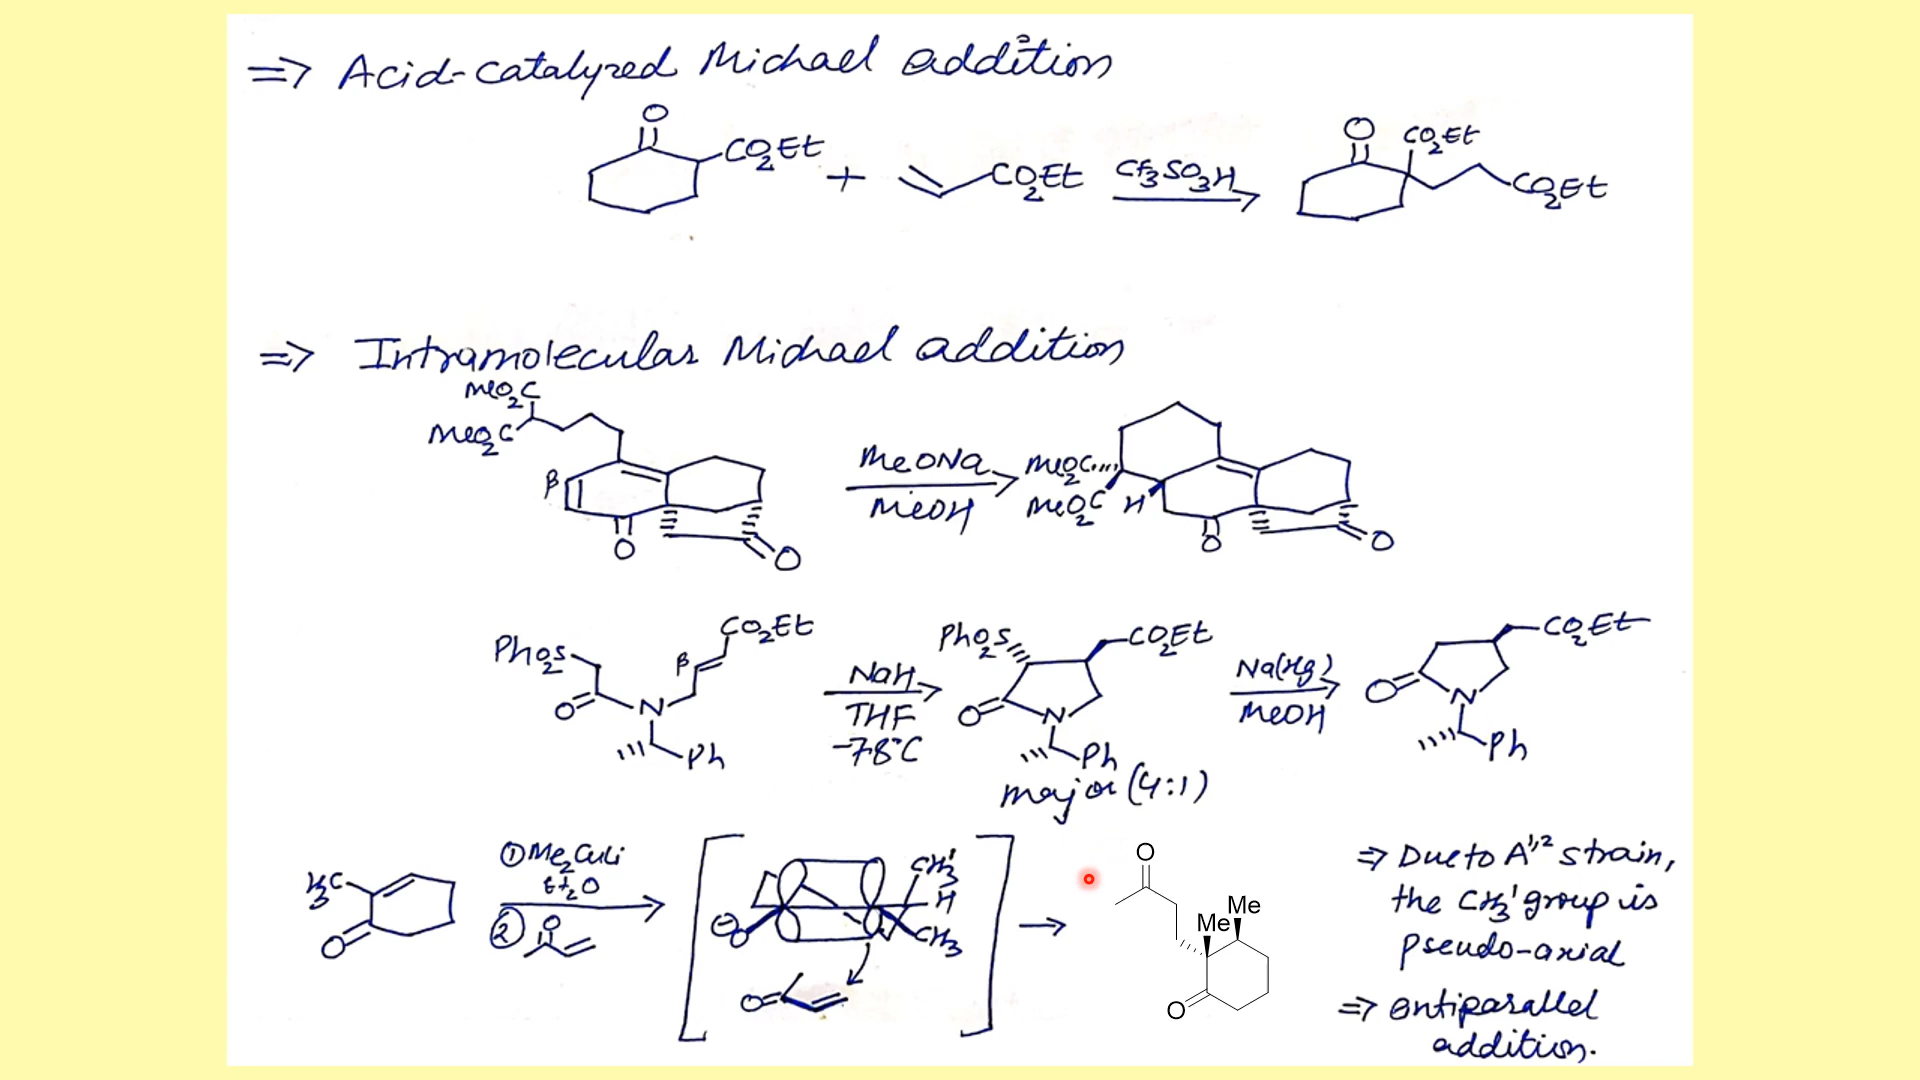 ⇒ Acid-catalyzed Michael addition
O
CO₂Et
+
CO₂Et
CF₃SO₃H
O
CO₂Et
CO₂Et
⇒ Intramolecular Michael addition
MeO₂C
MeO₂C
β
O
O
MeONa
MeOH
MeO₂C
MeO₂C
H
O
O
PhO₂S
O
N
β
CO₂Et
Ph
NaH
THF
-78°C
PhO₂S
CO₂Et
O
N
Ph
major (4:1)
Na(Hg)
MeOH
CO₂Et
O
N
Ph
H₃C
O
① Me₂CuLi
Et₂O
②
O
⊖O
CH₃'
H
CH₃
O
O
Me
Me
O
⇒ Due to A¹,² strain,
the CH₃' group is
pseudo-axial
⇒ antiparallel
addition.